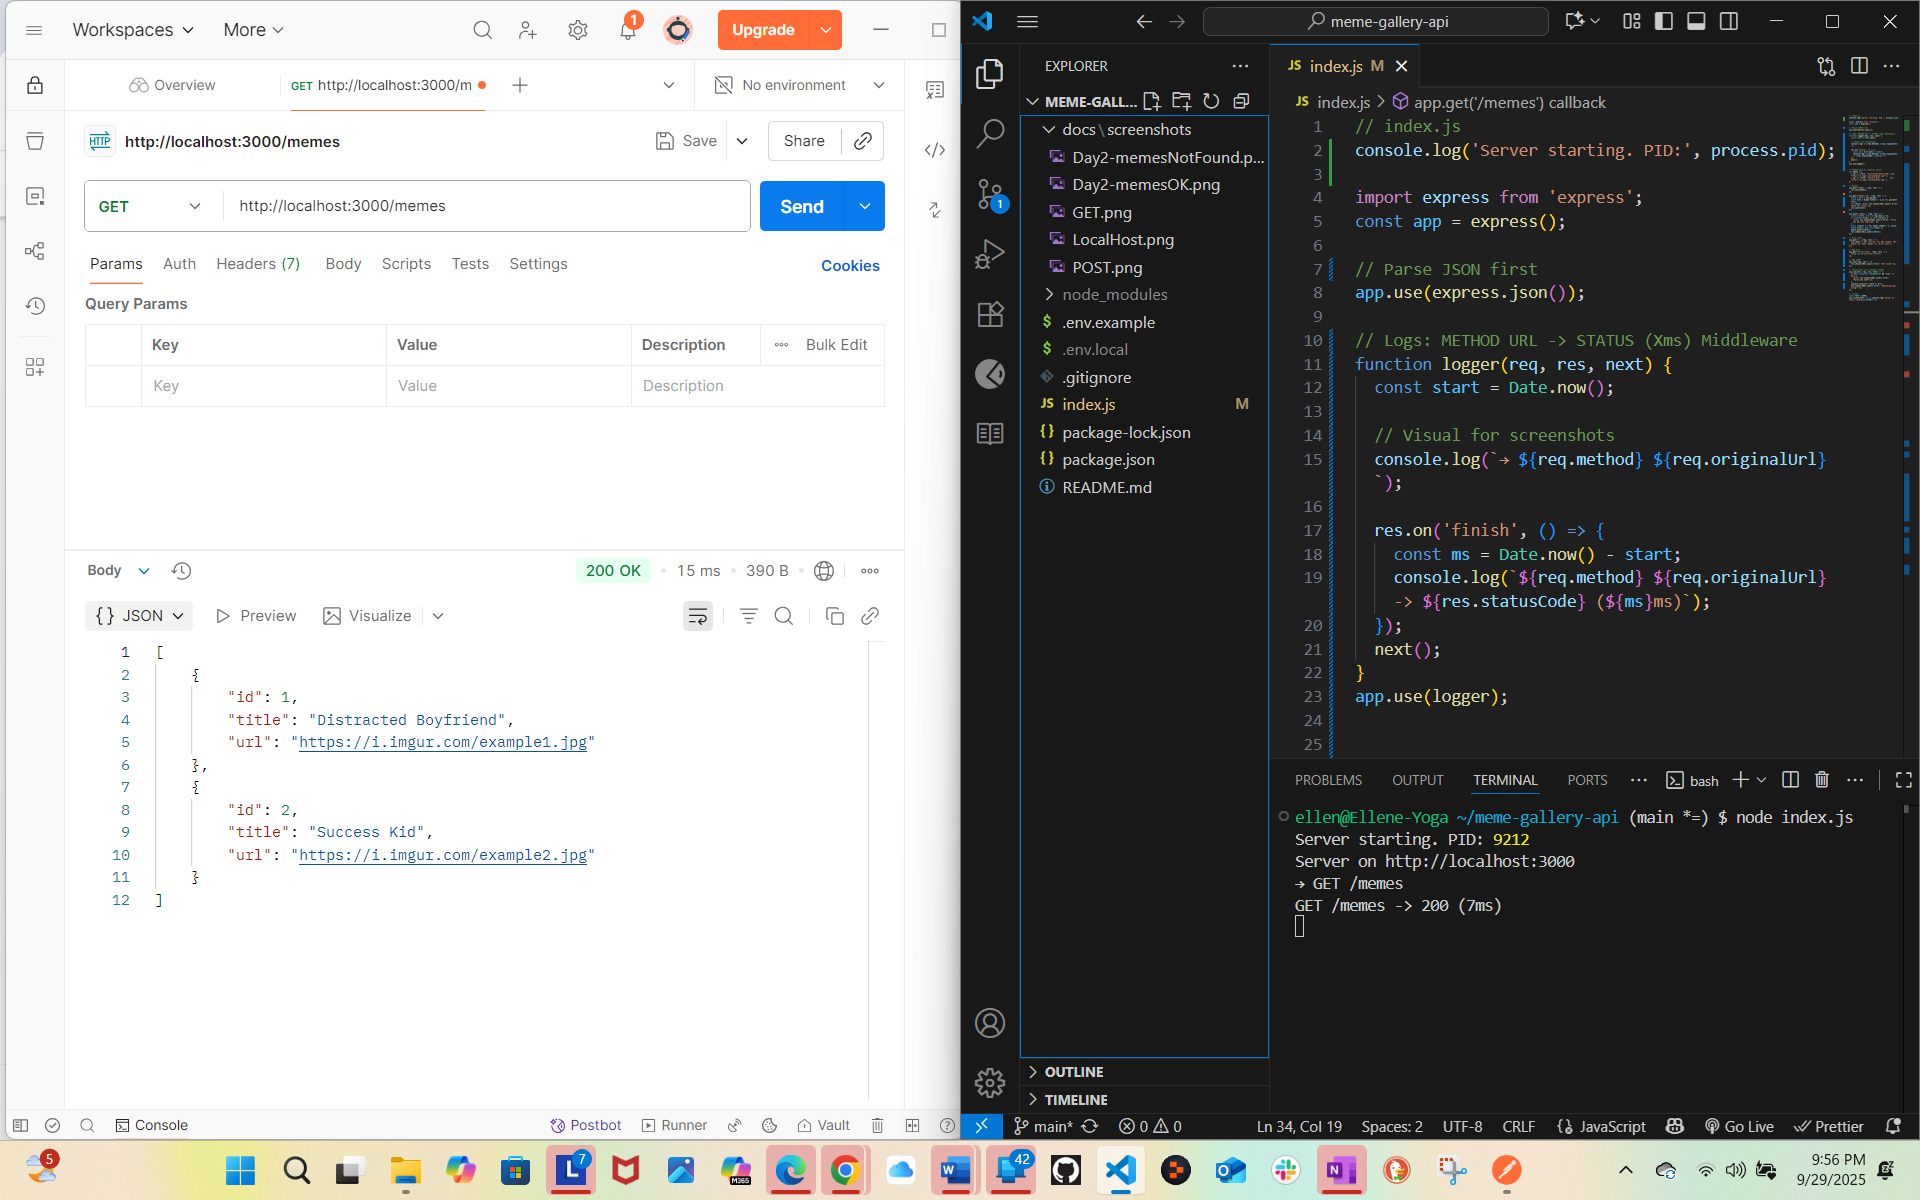 Workspaces
More
1
Upgrade
Overview
GET http://localhost:3000/m
No environment
HTTP
http://localhost:3000/memes
Save
Share
GET
http://localhost:3000/memes
Send
Params
Auth
Headers (7)
Body
Scripts
Tests
Settings
Cookies
Query Params
Key
Value
Description
Bulk Edit
Key
Value
Description
Body
200 OK
15 ms
390 B
{} JSON
Preview
Visualize
1 [
2 {
3 "id": 1,
4 "title": "Distracted Boyfriend",
5 "url": "https://i.imgur.com/example1.jpg"
6 },
7 {
8 "id": 2,
9 "title": "Success Kid",
10 "url": "https://i.imgur.com/example2.jpg"
11 }
12 ]
Console
Postbot
Runner
Vault
meme-gallery-api
EXPLORER
MEME-GALL...
docs\screenshots
Day2-memesNotFound.p...
Day2-memesOK.png
GET.png
LocalHost.png
POST.png
node_modules
$ .env.example
$ .env.local
.gitignore
JS index.js M
{} package-lock.json
{} package.json
README.md
OUTLINE
TIMELINE
1
JS index.js M
JS index.js > app.get('/memes') callback
1 // index.js
2 console.log('Server starting. PID:', process.pid);
3
4 import express from 'express';
5 const app = express();
6
7 // Parse JSON first
8 app.use(express.json());
9
10 // Logs: METHOD URL -> STATUS (Xms) Middleware
11 function logger(req, res, next) {
12 const start = Date.now();
13
14 // Visual for screenshots
15 console.log(`→ ${req.method} ${req.originalUrl}
`);
16
17 res.on('finish', () => {
18 const ms = Date.now() - start;
19 console.log(`${req.method} ${req.originalUrl}
-> ${res.statusCode} (${ms}ms)`);
20 });
21 next();
22 }
23 app.use(logger);
24
25
PROBLEMS
OUTPUT
TERMINAL
PORTS
bash
ellen@Ellene-Yoga ~/meme-gallery-api (main *=) $ node index.js
Server starting. PID: 9212
Server on http://localhost:3000
→ GET /memes
GET /memes -> 200 (7ms)
main*
0
0
Ln 34, Col 19
Spaces: 2
UTF-8
CRLF
{} JavaScript
Go Live
Prettier
5
L
7
M365
W
42
N
9:56 PM
9/29/2025